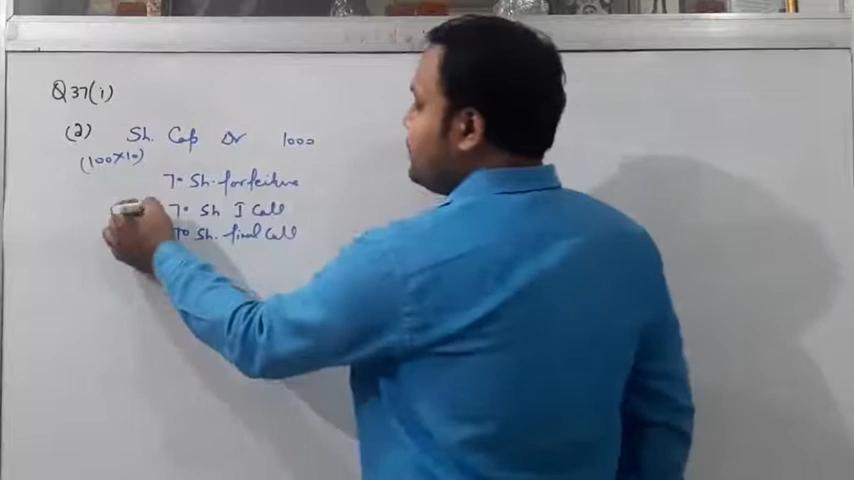 Q 37(i)
(a) Sh. Cap Dr 1000
(100×10)
To Sh. forfeiture
To Sh I Call
To Sh. final Call